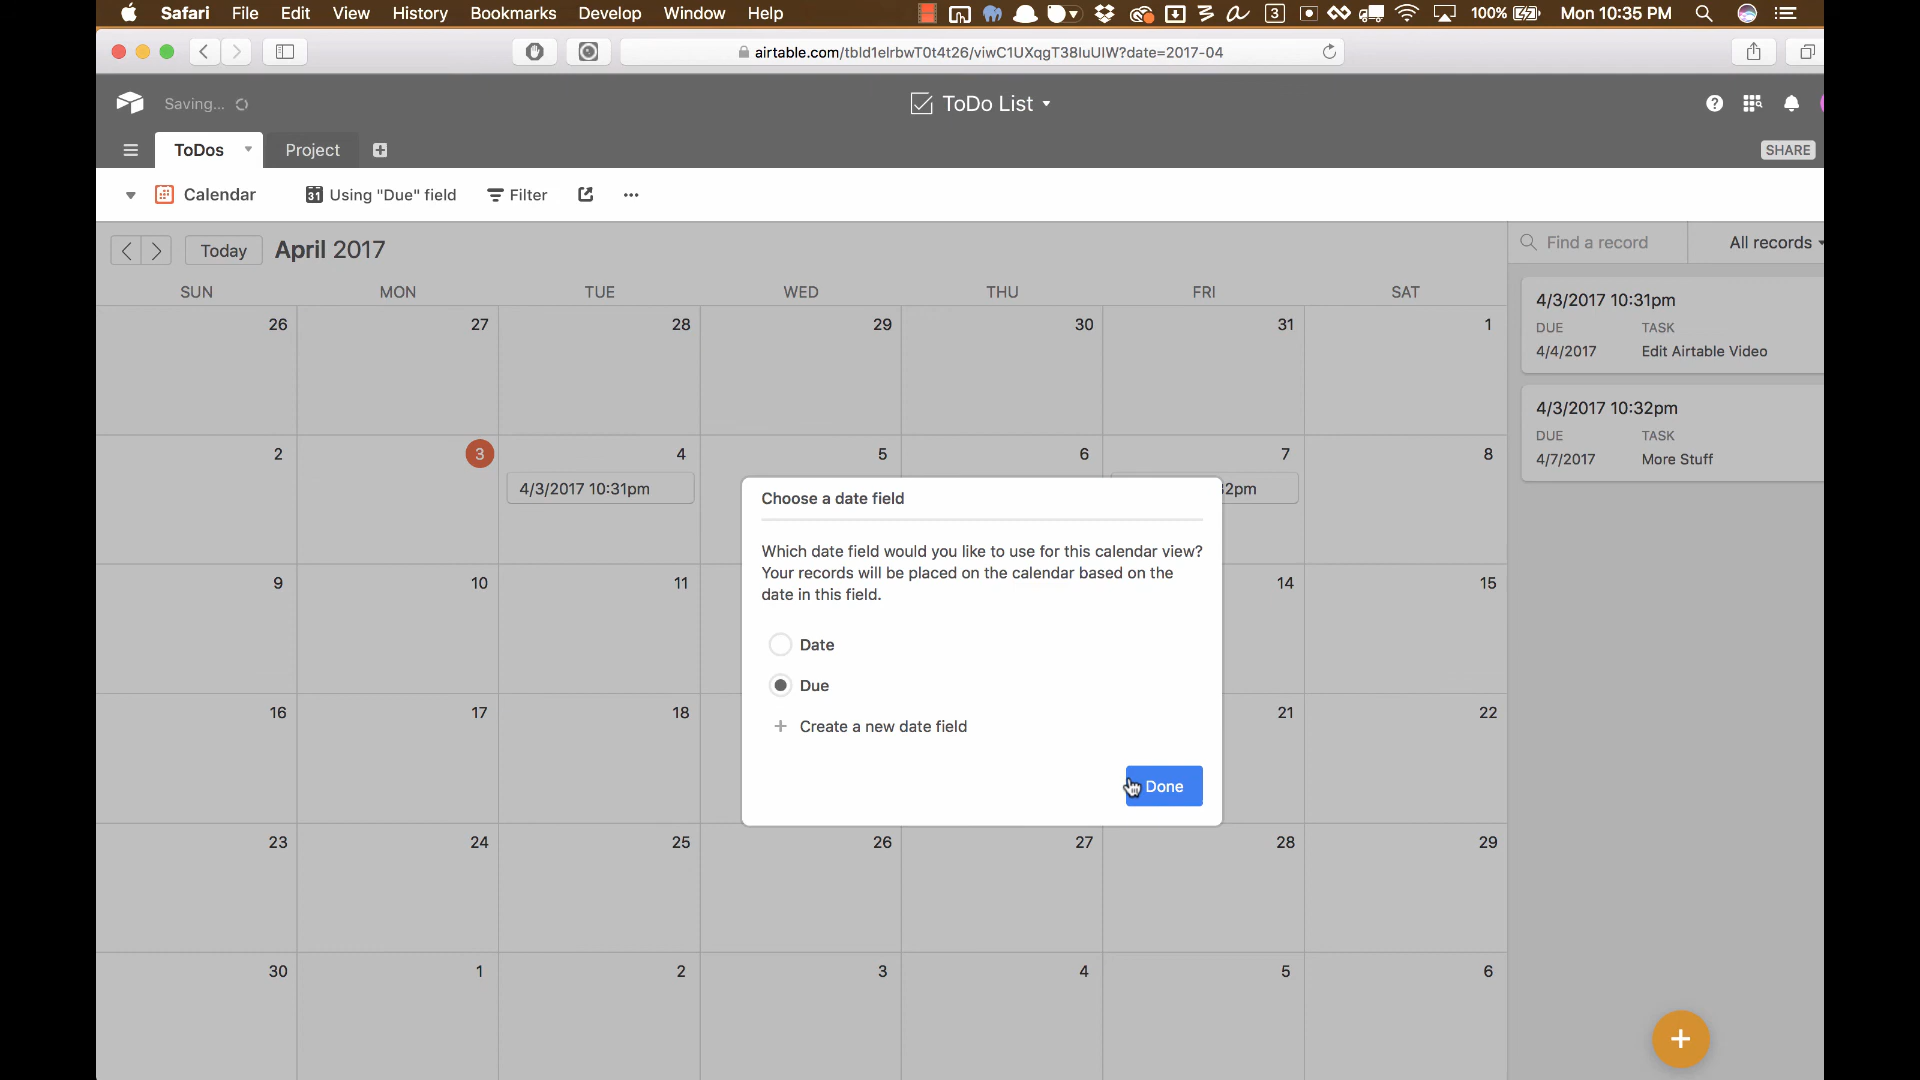 Safari File Edit View History Bookmarks Develop Window Help 3 100% Mon 10:35 PM
airtable.com/tbld1elrbwT0t4t26/viwC1UXqgT38IuUIW?date=2017-04
Saving... ToDo List
ToDos Project SHARE
Calendar 31 Using "Due" field Filter
Today April 2017 Find a record All records
SUN MON TUE WED THU FRI SAT
26 27 28 29 30 31 1
2 3 4 5 6 7 8
4/3/2017 10:31pm 2pm
9 10 11 14 15
16 17 18 21 22
23 24 25 26 27 28 29
30 1 2 3 4 5 6
4/3/2017 10:31pm
DUE TASK
4/4/2017 Edit Airtable Video
4/3/2017 10:32pm
DUE TASK
4/7/2017 More Stuff
Choose a date field
Which date field would you like to use for this calendar view?
Your records will be placed on the calendar based on the
date in this field.
Date
Due
+ Create a new date field
Done
+